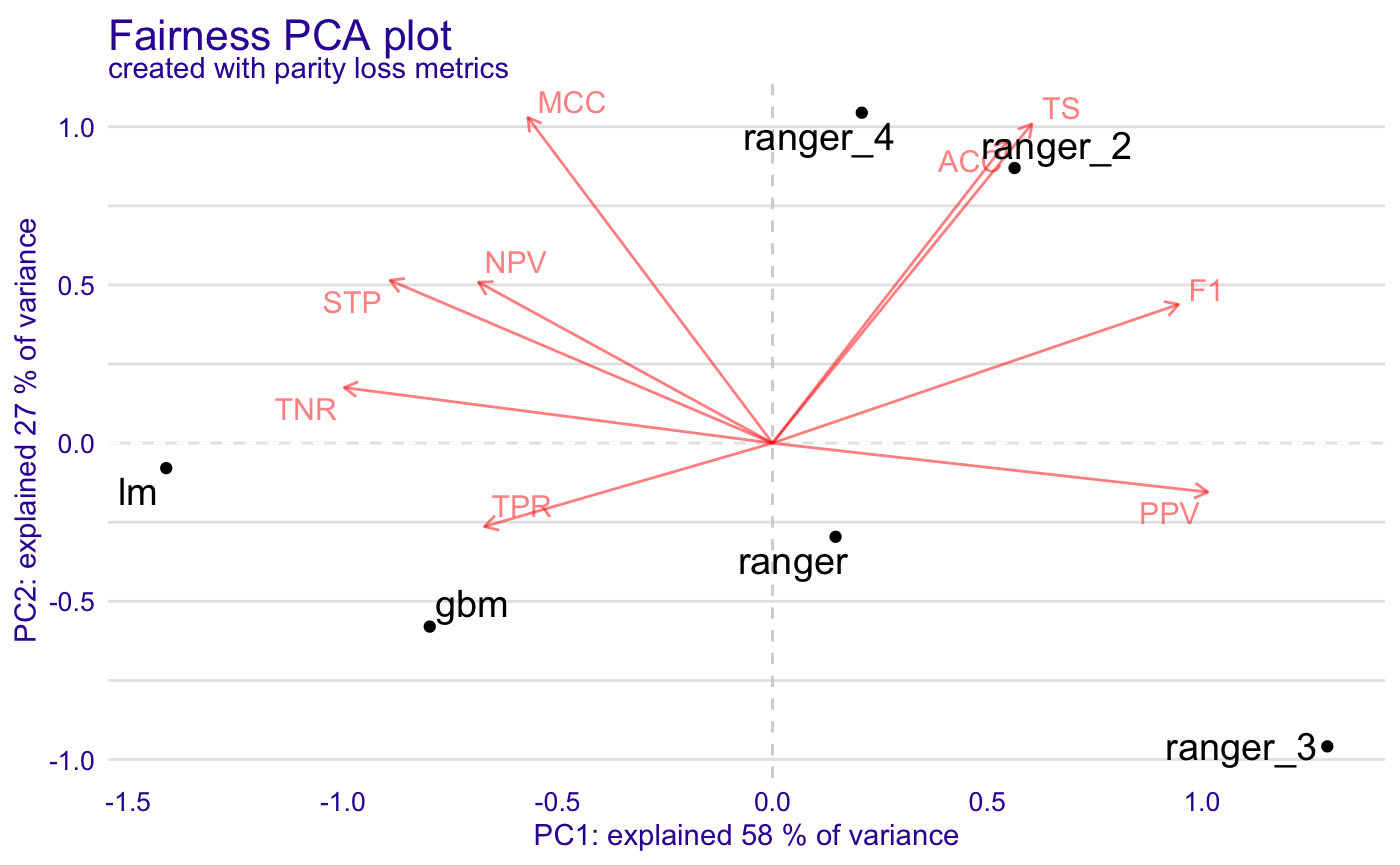 Fairness PCA plot
created with parity loss metrics
MCC
TS
1.0
ranger_4
ranger_2
ACC
NPV
0.5
STP
F1
TNR
0.0
lm
TPR
PPV
ranger
-0.5
gbm
ranger_3
-1.0
PC2: explained 27 % of variance
-1.5 -1.0 -0.5 0.0 0.5 1.0
PC1: explained 58 % of variance